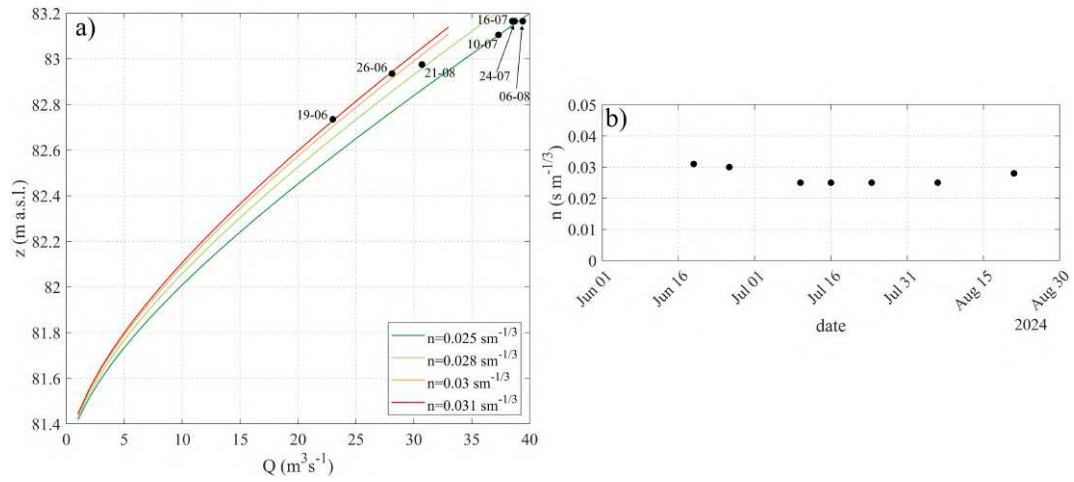 a)
83.2
83
82.8
82.6
82.4
82.2
82
81.8
81.6
81.4
z (m a.s.l.)
0 5 10 15 20 25 30 35 40
Q (m³s⁻¹)
19-06
26-06
21-08
10-07
16-07
24-07
06-08
n=0.025 sm⁻¹/³
n=0.028 sm⁻¹/³
n=0.03 sm⁻¹/³
n=0.031 sm⁻¹/³
b)
0.05
0.04
0.03
0.02
0.01
0
n (s m⁻¹/³)
Jun 01 Jun 16 Jul 01 Jul 16 Jul 31 Aug 15 Aug 30
date
2024